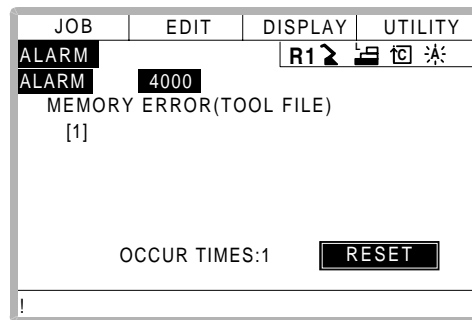 JOB EDIT DISPLAY UTILITY
ALARM R1 C A
ALARM 4000
MEMORY ERROR(TOOL FILE)
[1]
OCCUR TIMES:1 RESET
!